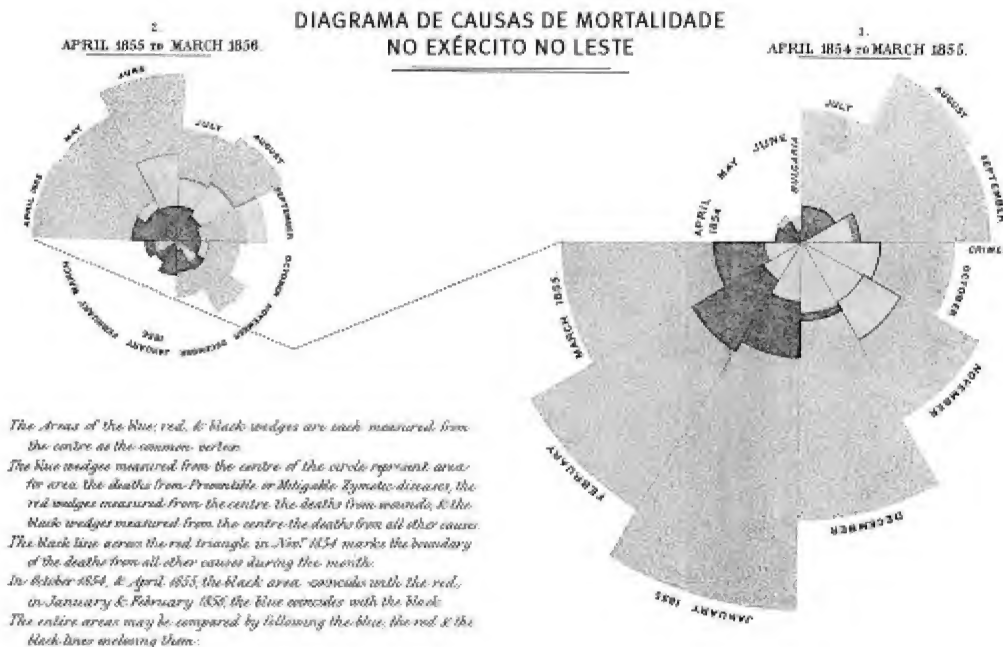 DIAGRAMA DE CAUSAS DE MORTALIDADE
NO EXÉRCITO NO LESTE
2.
APRIL 1855 TO MARCH 1856.
1.
APRIL 1854 TO MARCH 1855.
APRIL 1855
MAY
JUNE
JULY
AUGUST
SEPTEMBER
OCTOBER
NOVEMBER
DECEMBER
JANUARY 1856
FEBRUARY
MARCH
APRIL 1854
MAY
JUNE
BULGARIA
JULY
AUGUST
SEPTEMBER
CRIMEA
OCTOBER
NOVEMBER
DECEMBER
JANUARY 1855
FEBRUARY
MARCH 1855.
The Areas of the blue, red, & black wedges are each measured from
the centre as the common vertex
The blue wedges measured from the centre of the circle represent area
for area the deaths from Preventible or Mitigable Zymotic diseases, the
red wedges measured from the centre the deaths from wounds, & the
black wedges measured from the centre the deaths from all other causes
The black line across the red triangle in Novr 1854 marks the boundary
of the deaths from all other causes during the month.
In October 1854, & April 1855, the black area coincides with the red,
in January & February 1856, the blue coincides with the black
The entire areas may be compared by following the blue, the red & the
black lines enclosing them.